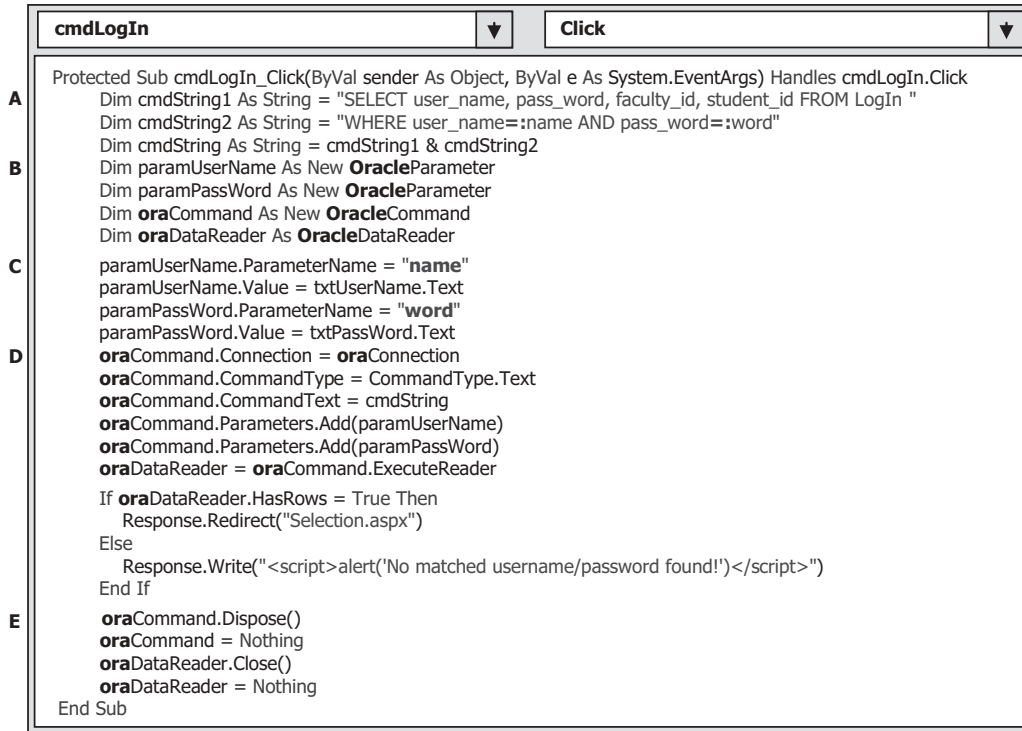 cmdLogIn Click
Protected Sub cmdLogIn_Click(ByVal sender As Object, ByVal e As System.EventArgs) Handles cmdLogIn.Click
A Dim cmdString1 As String = "SELECT user_name, pass_word, faculty_id, student_id FROM LogIn "
Dim cmdString2 As String = "WHERE user_name=:name AND pass_word=:word"
Dim cmdString As String = cmdString1 & cmdString2
B Dim paramUserName As New OracleParameter
Dim paramPassWord As New OracleParameter
Dim oraCommand As New OracleCommand
Dim oraDataReader As OracleDataReader
C paramUserName.ParameterName = "name"
paramUserName.Value = txtUserName.Text
paramPassWord.ParameterName = "word"
paramPassWord.Value = txtPassWord.Text
D oraCommand.Connection = oraConnection
oraCommand.CommandType = CommandType.Text
oraCommand.CommandText = cmdString
oraCommand.Parameters.Add(paramUserName)
oraCommand.Parameters.Add(paramPassWord)
oraDataReader = oraCommand.ExecuteReader
If oraDataReader.HasRows = True Then
Response.Redirect("Selection.aspx")
Else
Response.Write("<script>alert('No matched username/password found!')</script>")
End If
E oraCommand.Dispose()
oraCommand = Nothing
oraDataReader.Close()
oraDataReader = Nothing
End Sub